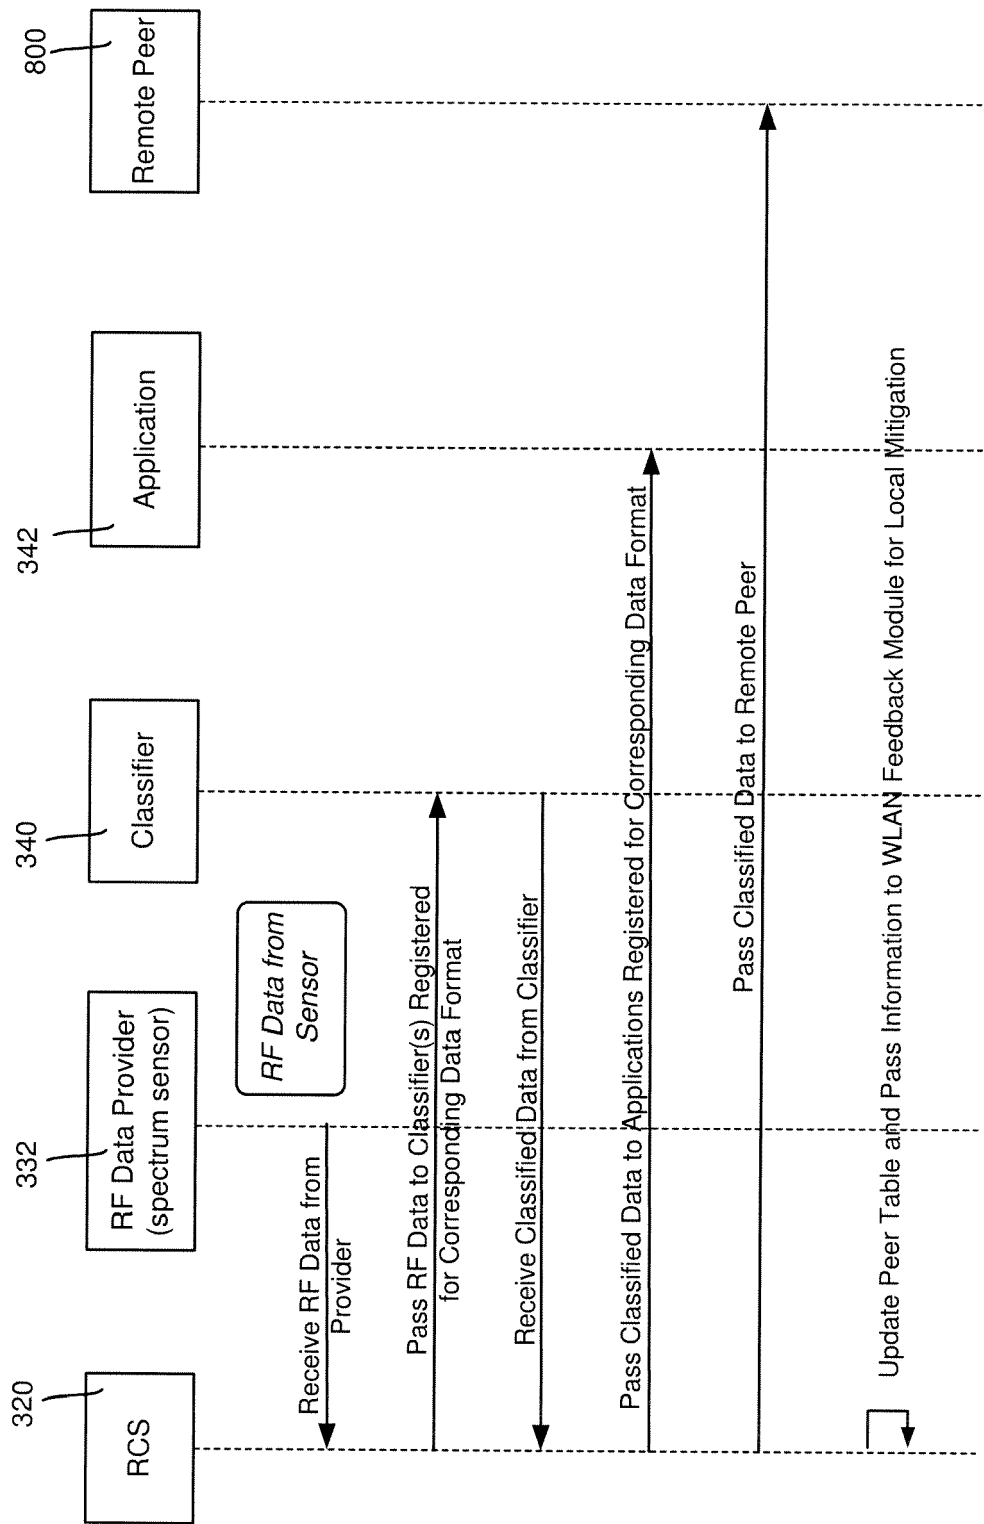 320
RCS
332
RF Data Provider
(spectrum sensor)
340
Classifier
342
Application
800
Remote Peer
RF Data from
Sensor
Receive RF Data from
Provider
Pass RF Data to Classifier(s) Registered
for Corresponding Data Format
Receive Classified Data from Classifier
Pass Classified Data to Applications Registered for Corresponding Data Format
Pass Classified Data to Remote Peer
Update Peer Table and Pass Information to WLAN Feedback Module for Local Mitigation